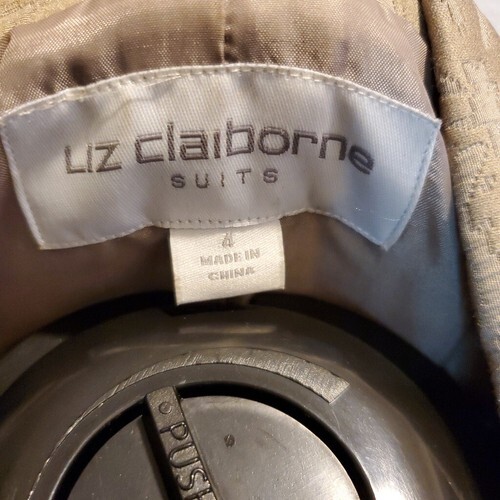 LIZ claiborne
SUITS
4
MADE IN
CHINA
PUSH